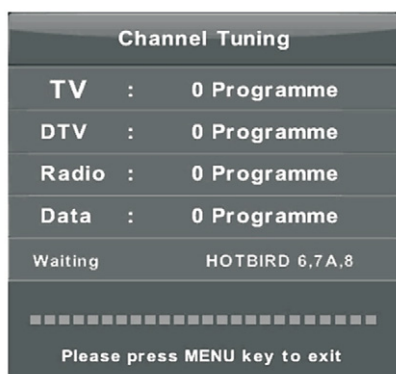 Channel Tuning
TV : 0 Programme
DTV : 0 Programme
Radio : 0 Programme
Data : 0 Programme
Waiting HOTBIRD 6,7A,8
Please press MENU key to exit